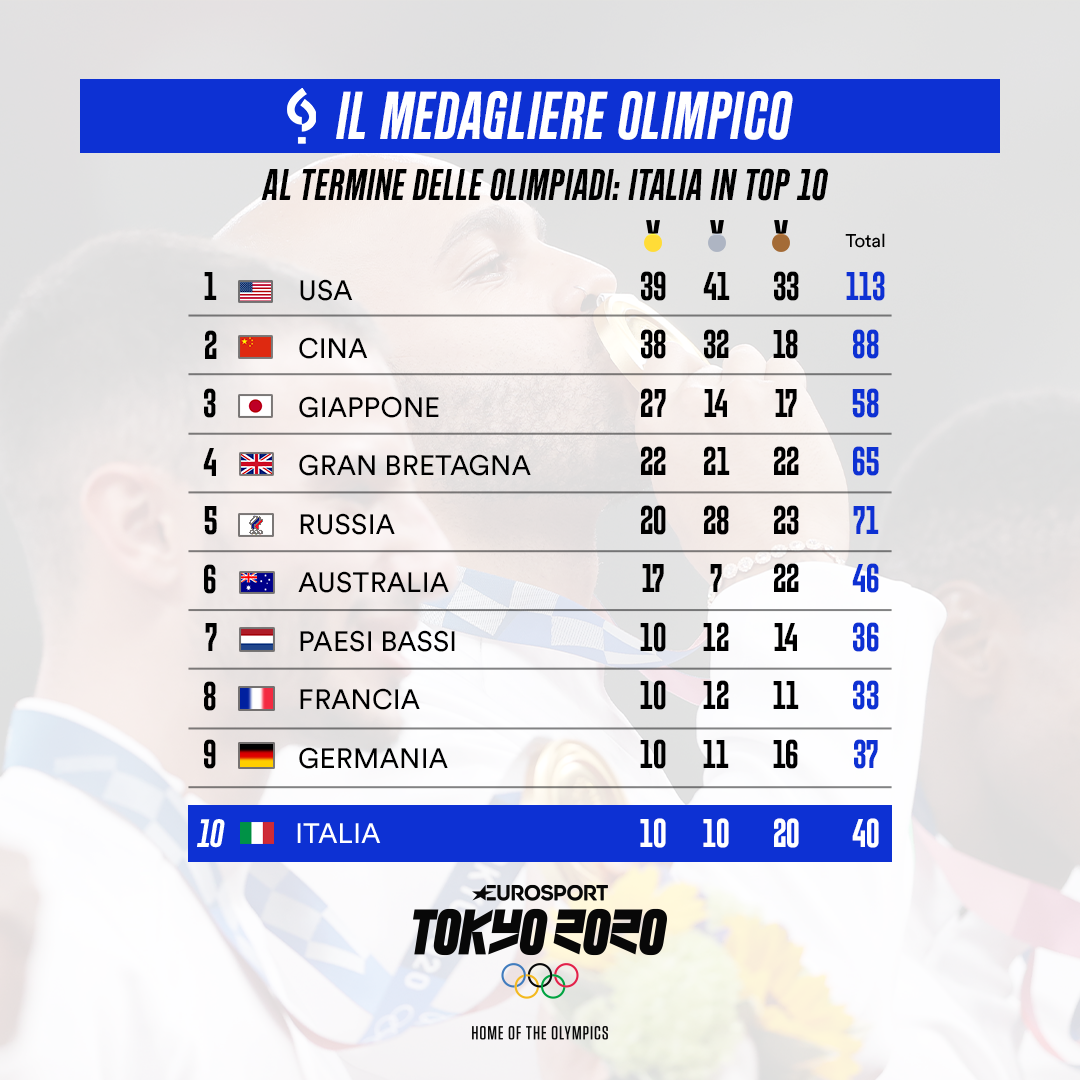 IL MEDAGLIERE OLIMPICO
AL TERMINE DELLE OLIMPIADI: ITALIA IN TOP 10
Total
1 USA 39 41 33 113
2 CINA 38 32 18 88
3 GIAPPONE 27 14 17 58
4 GRAN BRETAGNA 22 21 22 65
5 RUSSIA 20 28 23 71
6 AUSTRALIA 17 7 22 46
7 PAESI BASSI 10 12 14 36
8 FRANCIA 10 12 11 33
9 GERMANIA 10 11 16 37
10 ITALIA 10 10 20 40
EUROSPORT
TOKYO 2020
HOME OF THE OLYMPICS